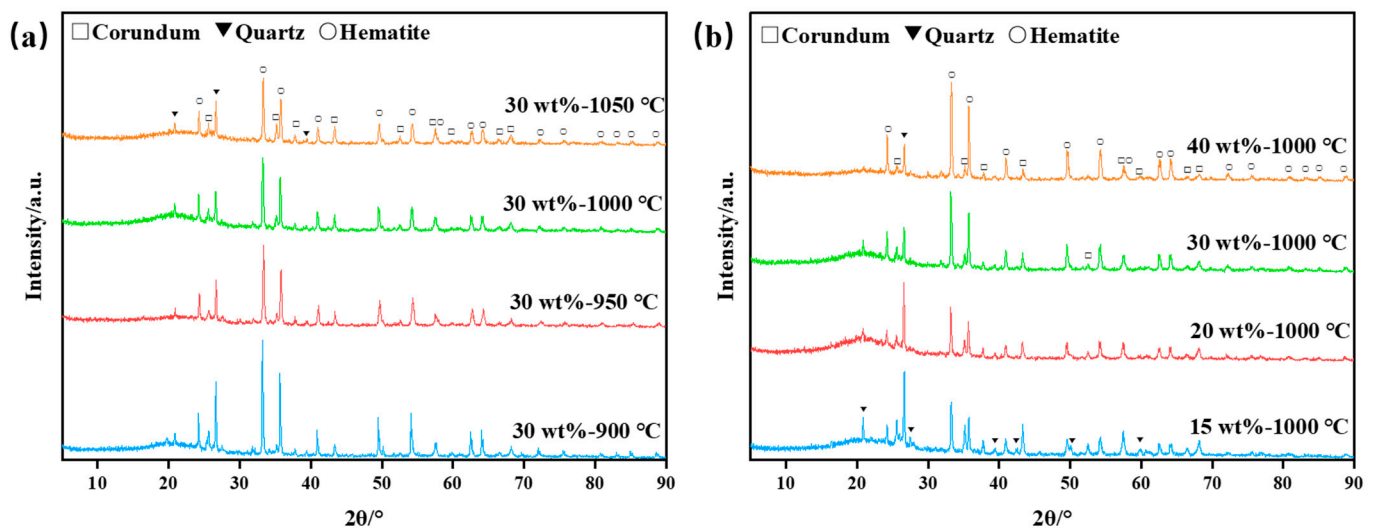 (a)
□ Corundum ▼ Quartz ○ Hematite
30 wt%-1050 ℃
30 wt%-1000 ℃
30 wt%-950 ℃
30 wt%-900 ℃
Intensity/a.u.
10 20 30 40 50 60 70 80 90
2θ/°
(b)
□ Corundum ▼ Quartz ○ Hematite
40 wt%-1000 ℃
30 wt%-1000 ℃
20 wt%-1000 ℃
15 wt%-1000 ℃
Intensity/a.u.
10 20 30 40 50 60 70 80 90
2θ/°